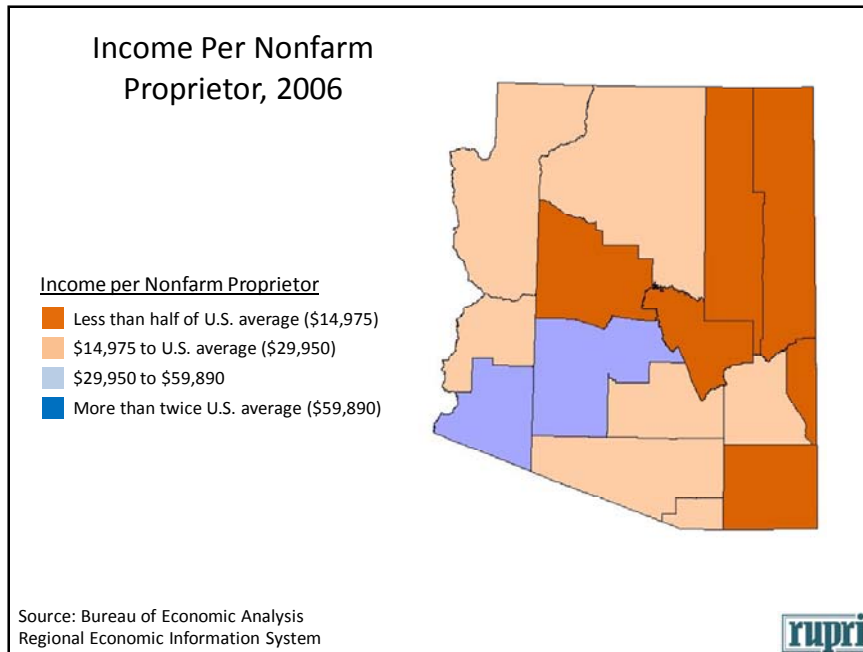 Income Per Nonfarm
Proprietor, 2006
Income per Nonfarm Proprietor
Less than half of U.S. average ($14,975)
$14,975 to U.S. average ($29,950)
$29,950 to $59,890
More than twice U.S. average ($59,890)
Source: Bureau of Economic Analysis
Regional Economic Information System
rupri